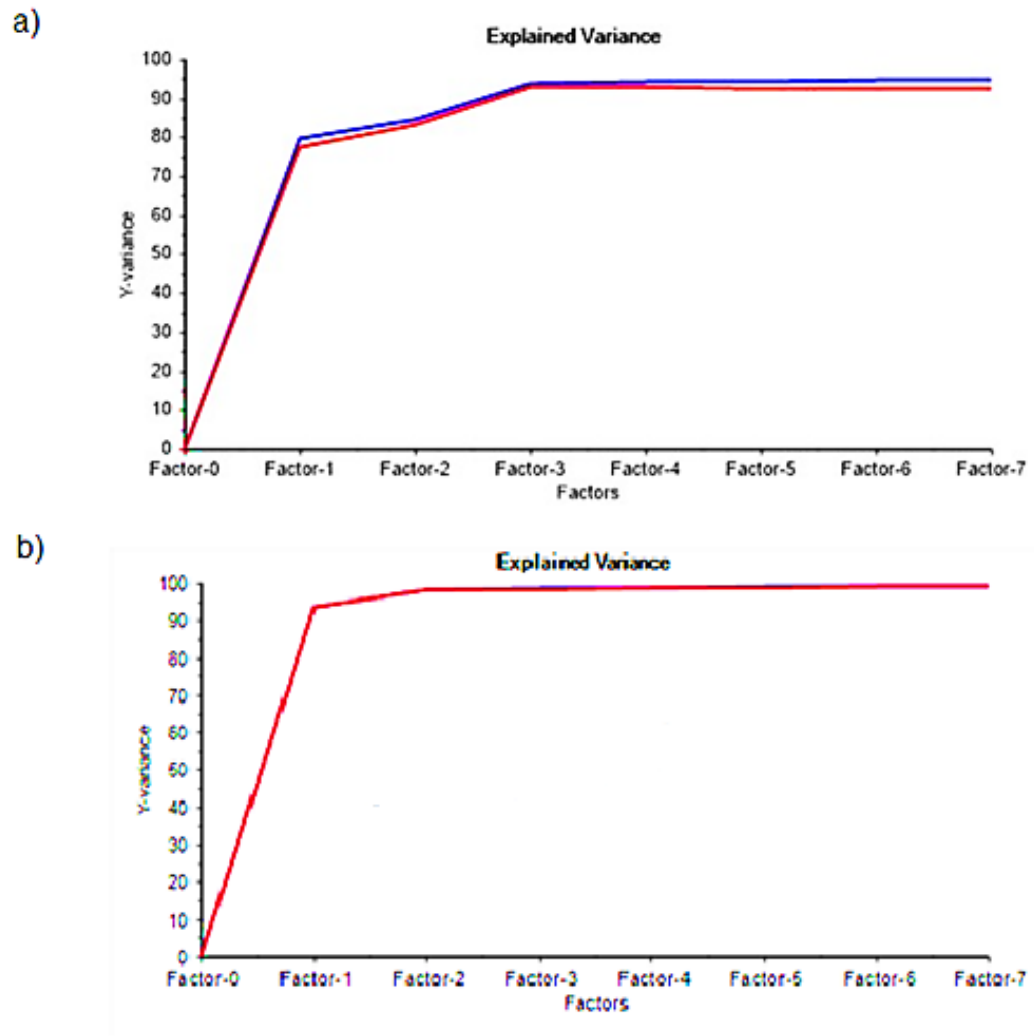 a)
Explained Variance
100
90
80
70
60
50
40
30
20
10
0
Y-variance
Factor-0 Factor-1 Factor-2 Factor-3 Factor-4 Factor-5 Factor-6 Factor-7
Factors
b)
Explained Variance
100
90
80
70
60
50
40
30
20
10
0
Y-variance
Factor-0 Factor-1 Factor-2 Factor-3 Factor-4 Factor-5 Factor-6 Factor-7
Factors